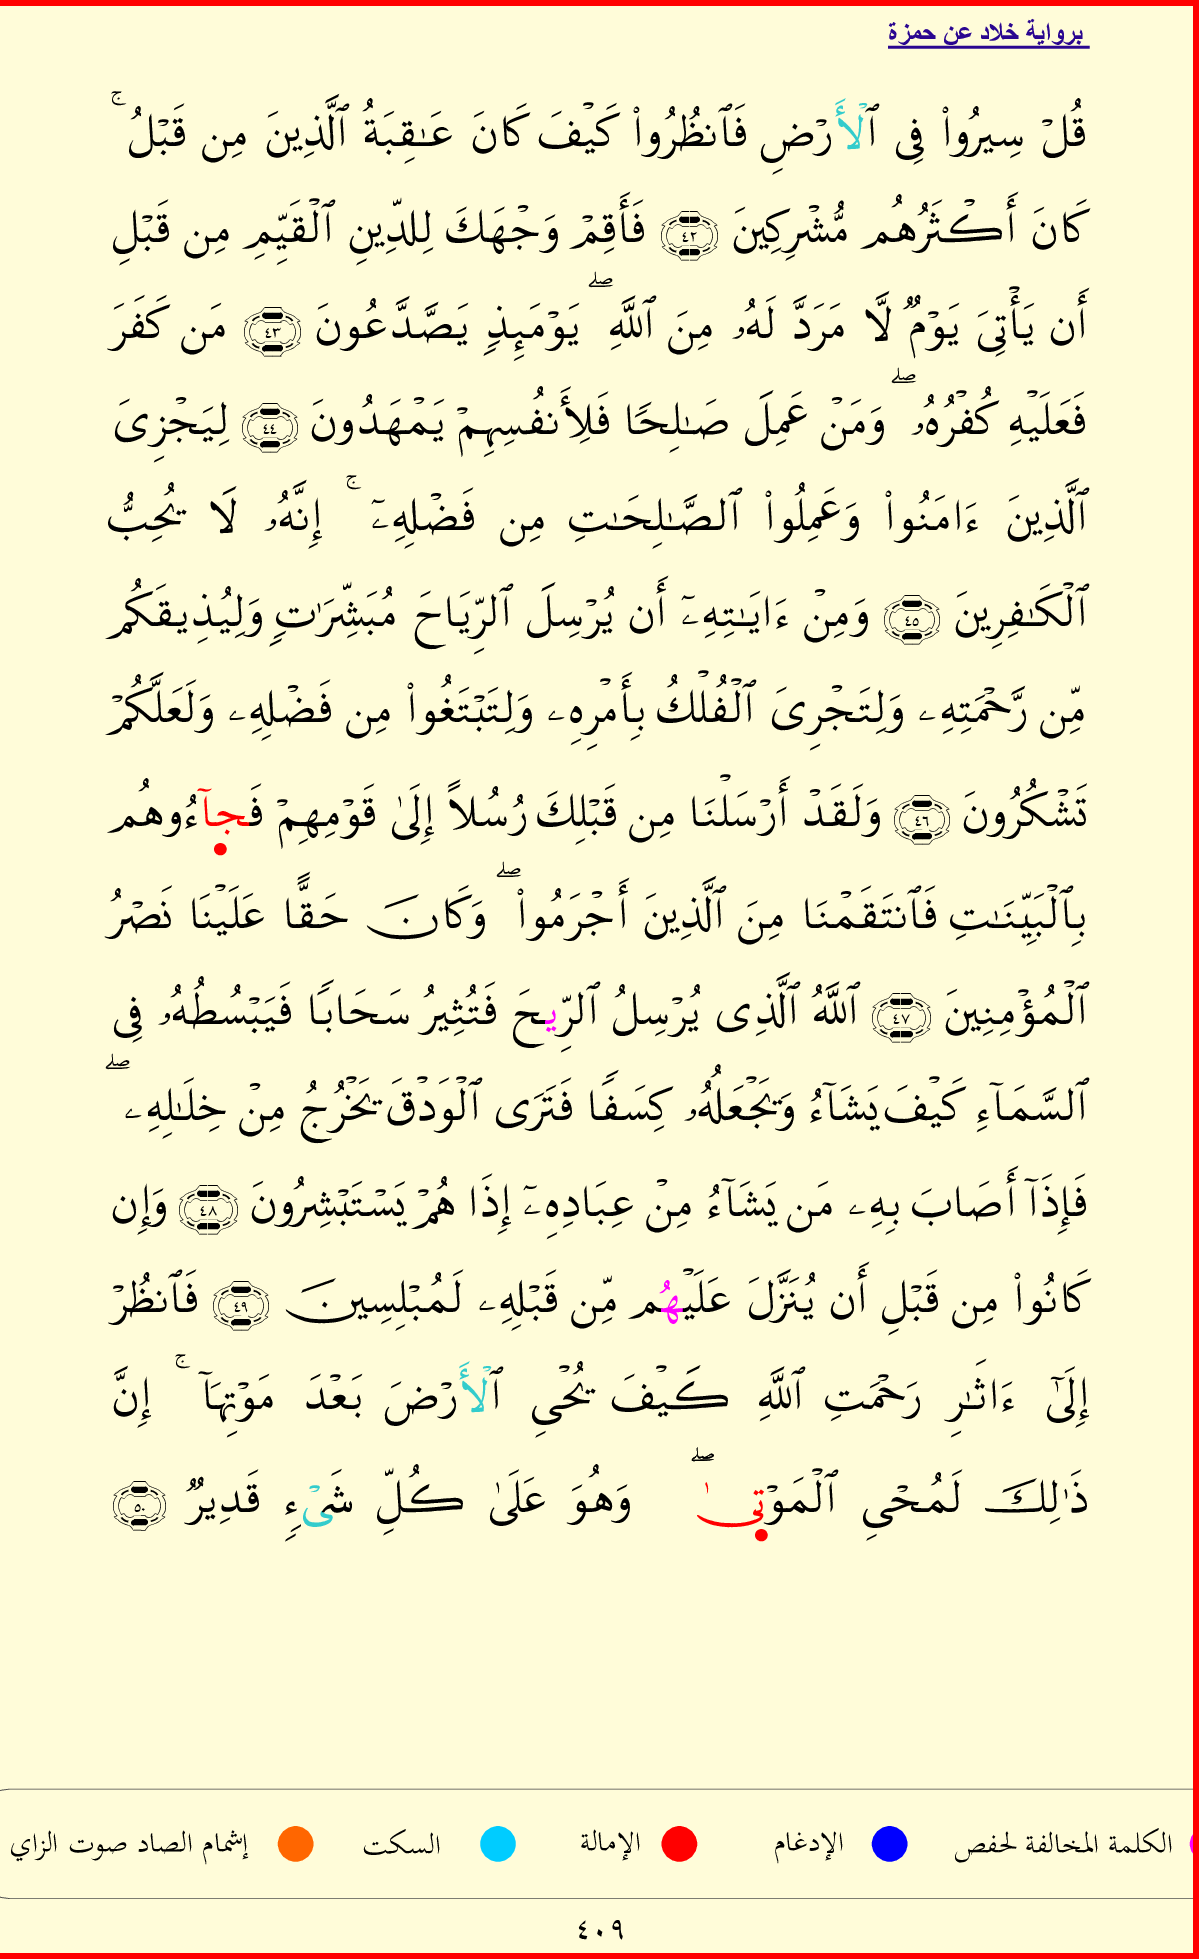 برواية خلاد عن حمزة
قُلۡ سِيرُواْ فِى ٱلۡأَرۡضِ فَٱنظُرُواْ كَيۡفَ كَانَ عَـٰقِبَةُ ٱلَّذِينَ مِن قَبۡلُۚ
كَانَ أَكۡثَرُهُم مُّشۡرِكِينَ ٤٢ فَأَقِمۡ وَجۡهَكَ لِلدِّينِ ٱلۡقَيِّمِ مِن قَبۡلِ
أَن يَأۡتِىَ يَوۡمٌ لَّا مَرَدَّ لَهُۥ مِنَ ٱللَّهِۖ يَوۡمَئِذٍ يَصَّدَّعُونَ ٤٣ مَن كَفَرَ
فَعَلَيۡهِ كُفۡرُهُۥۖ وَمَنۡ عَمِلَ صَـٰلِحًا فَلِأَنفُسِهِمۡ يَمۡهَدُونَ ٤٤ لِيَجۡزِىَ
ٱلَّذِينَ ءَامَنُواْ وَعَمِلُواْ ٱلصَّـٰلِحَـٰتِ مِن فَضۡلِهِۦٓۚ إِنَّهُۥ لَا يُحِبُّ
ٱلۡكَـٰفِرِينَ ٤٥ وَمِنۡ ءَايَـٰتِهِۦٓ أَن يُرۡسِلَ ٱلرِّيَاحَ مُبَشِّرَٰتٍ وَلِيُذِيقَكُم
مِّن رَّحۡمَتِهِۦ وَلِتَجۡرِىَ ٱلۡفُلۡكُ بِأَمۡرِهِۦ وَلِتَبۡتَغُواْ مِن فَضۡلِهِۦ وَلَعَلَّكُمۡ
تَشۡكُرُونَ ٤٦ وَلَقَدۡ أَرۡسَلۡنَا مِن قَبۡلِكَ رُسُلاً إِلَىٰ قَوۡمِهِمۡ فَجآءُوهُم
بِٱلۡبَيِّنَـٰتِ فَٱنتَقَمۡنَا مِنَ ٱلَّذِينَ أَجۡرَمُواْۖ وَكَانَ حَقًّا عَلَيۡنَا نَصۡرُ
ٱلۡمُؤۡمِنِينَ ٤٧ ٱللَّهُ ٱلَّذِى يُرۡسِلُ ٱلرِّيحَ فَتُثِيرُ سَحَابًا فَيَبۡسُطُهُۥ فِى
ٱلسَّمَآءِ كَيۡفَ يَشَآءُ وَيَجۡعَلُهُۥ كِسَفًا فَتَرَى ٱلۡوَدۡقَ يَخۡرُجُ مِنۡ خِلَـٰلِهِۦۖ
فَإِذَآ أَصَابَ بِهِۦ مَن يَشَآءُ مِنۡ عِبَادِهِۦٓ إِذَا هُمۡ يَسۡتَبۡشِرُونَ ٤٨ وَإِن
كَانُواْ مِن قَبۡلِ أَن يُنَزَّلَ عَلَيۡهُم مِّن قَبۡلِهِۦ لَمُبۡلِسِينَ ٤٩ فَٱنظُرۡ
إِلَىٰٓ ءَاثَـٰرِ رَحۡمَتِ ٱللَّهِ كَيۡفَ يُحۡىِ ٱلۡأَرۡضَ بَعۡدَ مَوۡتِهَآۚ إِنَّ
ذَٰلِكَ لَمُحۡىِ ٱلۡمَوۡتىٰۖ وَهُوَ عَلَىٰ كُلِّ شَىۡءٍ قَدِيرٌ ٥٠
الكلمة المخالفة لحفص الإدغام الإمالة السكت إشمام الصاد صوت الزاي
٤٠٩